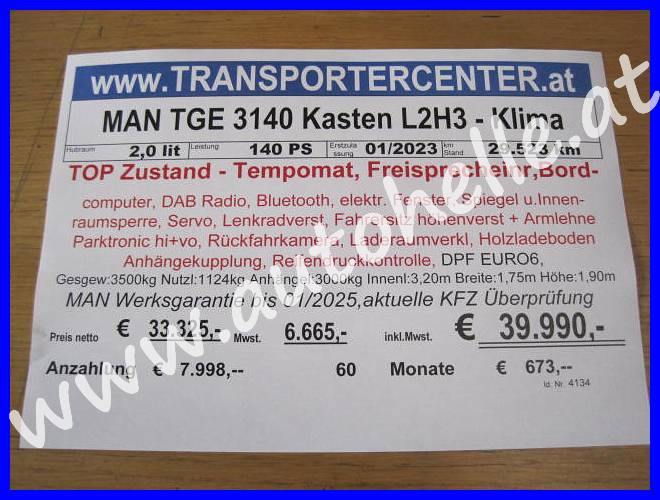 www.TRANSPORTERCENTER.at
MAN TGE 3140 Kasten L2H3 - Klima
Hubraum 2,0 lit Leistung 140 PS Erstzulassung 01/2023 km Stand 29.523 km
TOP Zustand - Tempomat, Freisprecheinr,Bord-
computer, DAB Radio, Bluetooth, elektr. Fenster, Spiegel u.Innen-
raumsperre, Servo, Lenkradverst, Fahrersitz höhenverst + Armlehne
Parktronic hi+vo, Rückfahrkamera, Laderaumverkl, Holzladeboden
Anhängekupplung, Reifendruckkontrolle, DPF EURO6,
Gesgew:3500kg Nutzl:1124kg Anhängel:3000kg Innenl:3,20m Breite:1,75m Höhe:1,90m
MAN Werksgarantie bis 01/2025,aktuelle KFZ Überprüfung
Preis netto € 33.325,- Mwst. 6.665,- inkl.Mwst. € 39.990,-
Anzahlung € 7.998,-- 60 Monate € 673,--
Id. Nr. 4134
www.autohelle.at